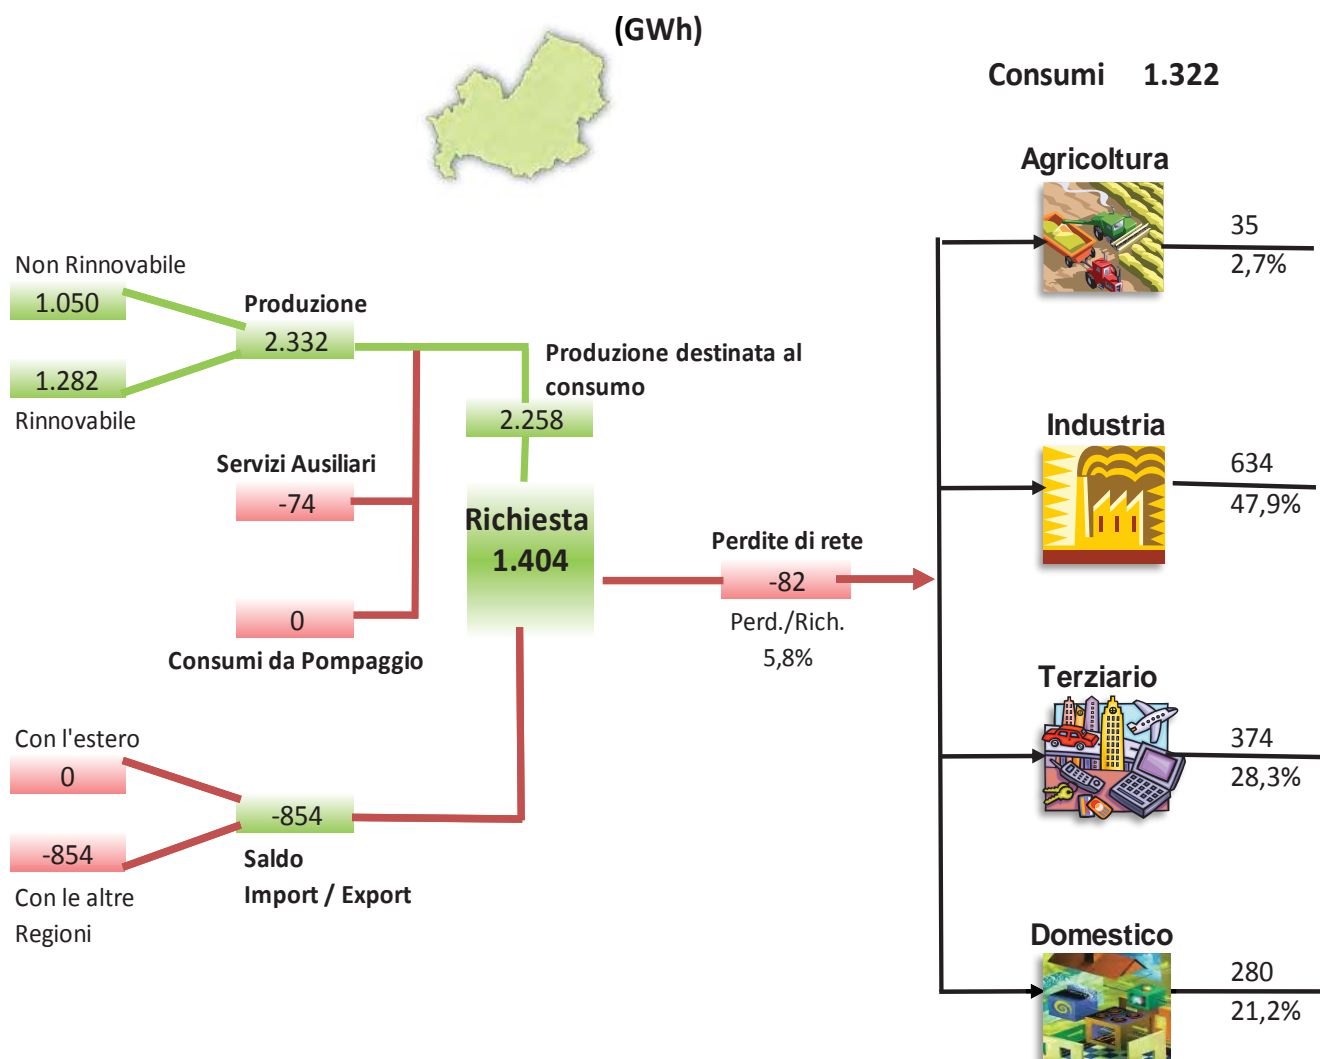 (GWh)
Consumi 1.322
Agricoltura
35
2,7%
Non Rinnovabile
1.050
Produzione
2.332
1.282
Rinnovabile
Produzione destinata al
consumo
2.258
Servizi Ausiliari
-74
Richiesta
1.404
0
Consumi da Pompaggio
Perdite di rete
-82
Perd./Rich.
5,8%
Industria
634
47,9%
Con l'estero
0
-854
Saldo
Import / Export
-854
Con le altre
Regioni
Terziario
374
28,3%
Domestico
280
21,2%